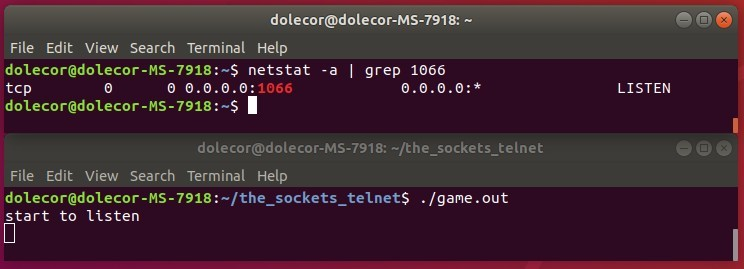 dolecor@dolecor-MS-7918: ~
File Edit View Search Terminal Help
dolecor@dolecor-MS-7918:~$ netstat -a | grep 1066
tcp        0      0 0.0.0.0:1066            0.0.0.0:*               LISTEN
dolecor@dolecor-MS-7918:~$
dolecor@dolecor-MS-7918: ~/the_sockets_telnet
File Edit View Search Terminal Help
dolecor@dolecor-MS-7918:~/the_sockets_telnet$ ./game.out
start to listen